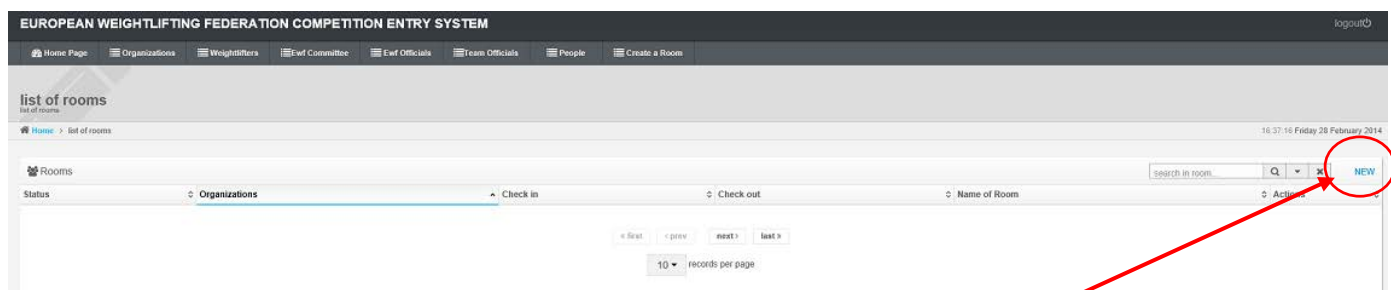 EUROPEAN WEIGHTLIFTING FEDERATION COMPETITION ENTRY SYSTEM logout
Home Page Organizations Weightlifters Ewf Committee Ewf Officials Team Officials People Create a Room
list of rooms
list of rooms
Home > list of rooms 16:37:16 Friday 28 February 2014
Rooms search in room... NEW
Status Organizations Check in Check out Name of Room Actions
« first < prev next > last »
10 records per page